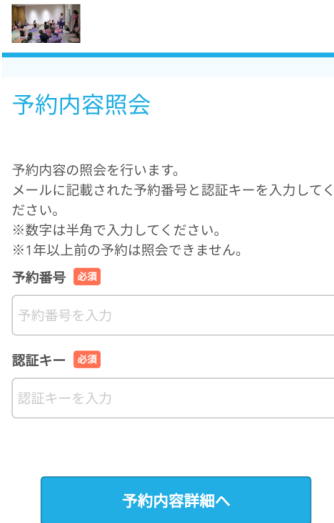 予約内容照会
予約内容の照会を行います。
メールに記載された予約番号と認証キーを入力してく
ださい。
※数字は半角で入力してください。
※1年以上前の予約は照会できません。
予約番号 必須
予約番号を入力
認証キー 必須
認証キーを入力
予約内容詳細へ